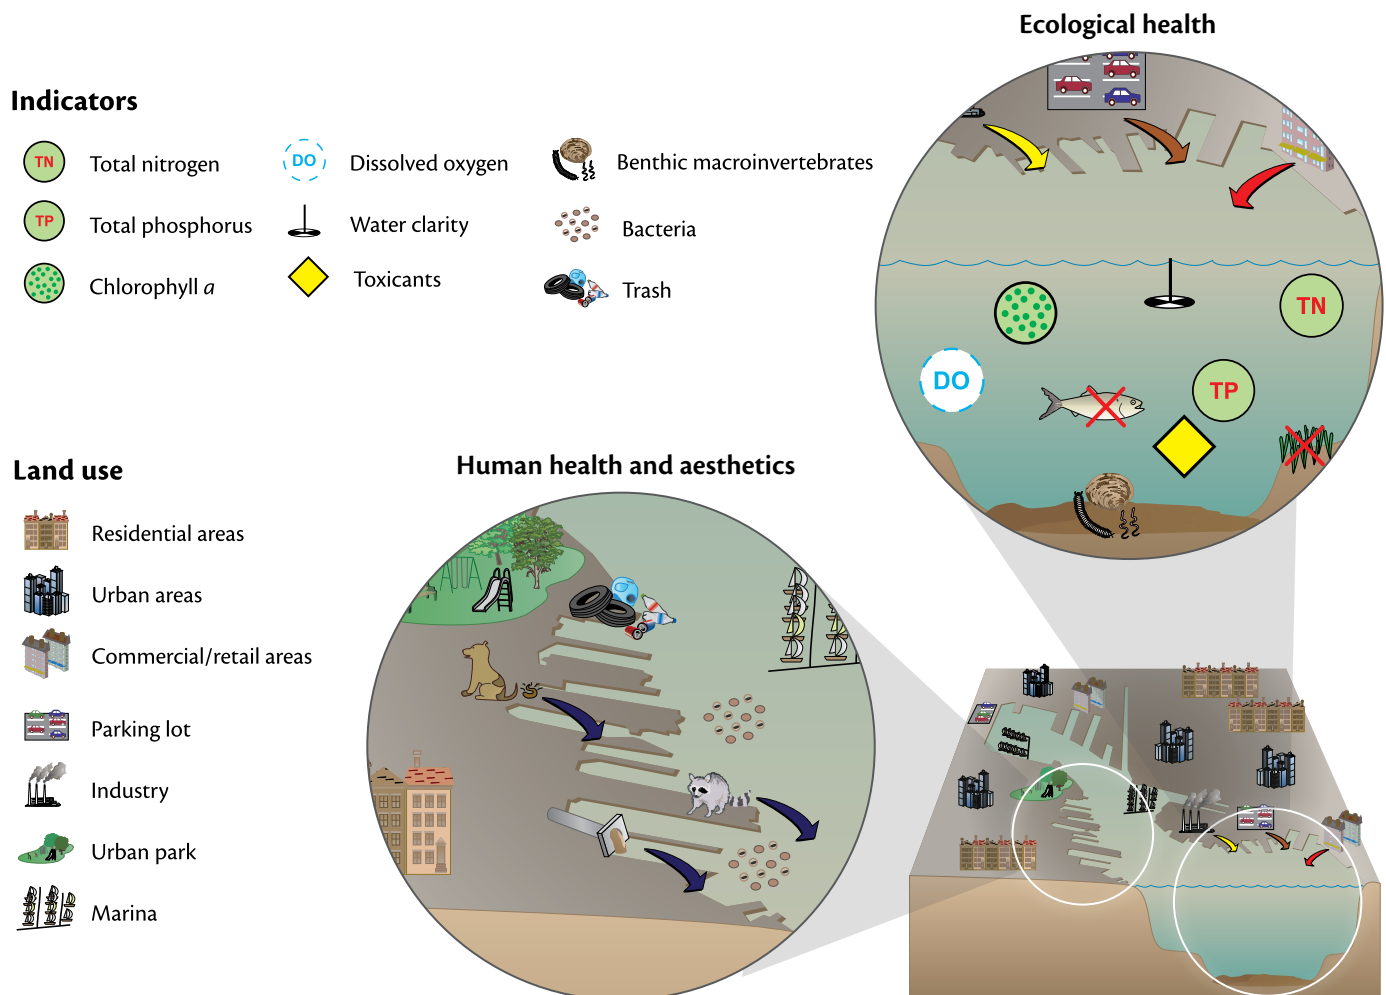 Ecological health
Indicators
TN Total nitrogen
DO Dissolved oxygen
Benthic macroinvertebrates
TP Total phosphorus
Water clarity
Bacteria
Chlorophyll a
Toxicants
Trash
TN
DO
TP
Land use
Human health and aesthetics
Residential areas
Urban areas
Commercial/retail areas
Parking lot
Industry
Urban park
Marina